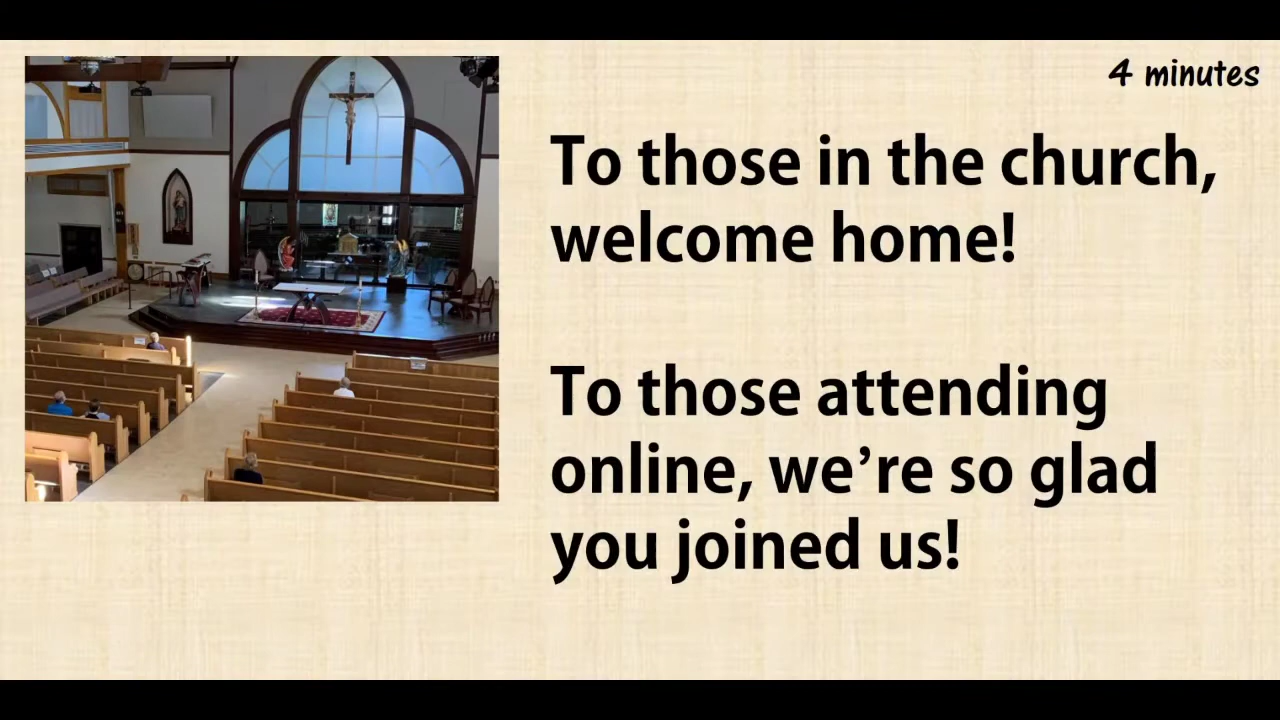 4 minutes
To those in the church,
welcome home!
To those attending
online, we’re so glad
you joined us!